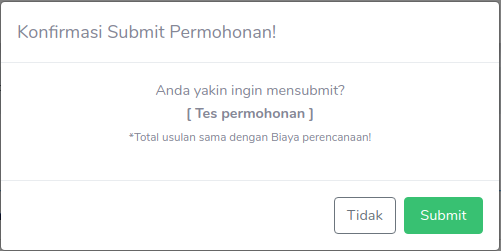 Konfirmasi Submit Permohonan!
Anda yakin ingin mensubmit?
[ Tes permohonan ]
*Total usulan sama dengan Biaya perencanaan!
Tidak
Submit